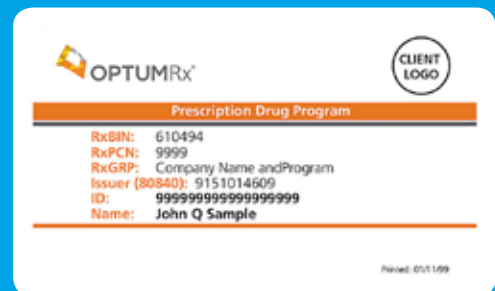 OPTUMRx®
CLIENT
LOGO
Prescription Drug Program
RxBIN: 610494
RxPCN: 9999
RxGRP: Company Name andProgram
Issuer (80840): 9151014609
ID: 999999999999999999
Name: John Q Sample
Printed: 01/11/99